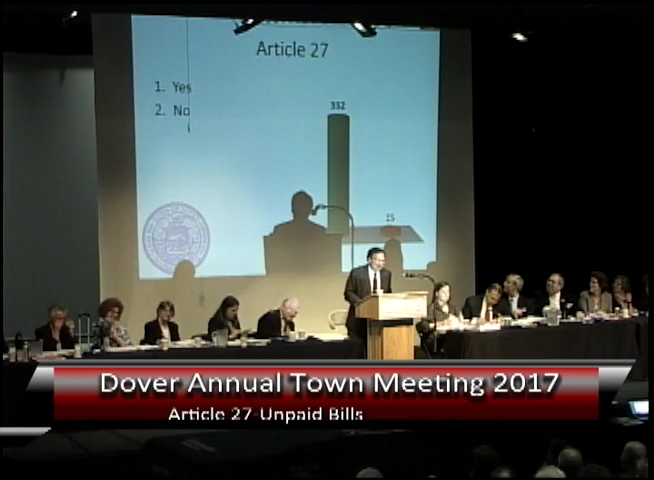 Article 27
1. Yes
2. No
332
15
Dover Annual Town Meeting 2017
Article 27-Unpaid Bills